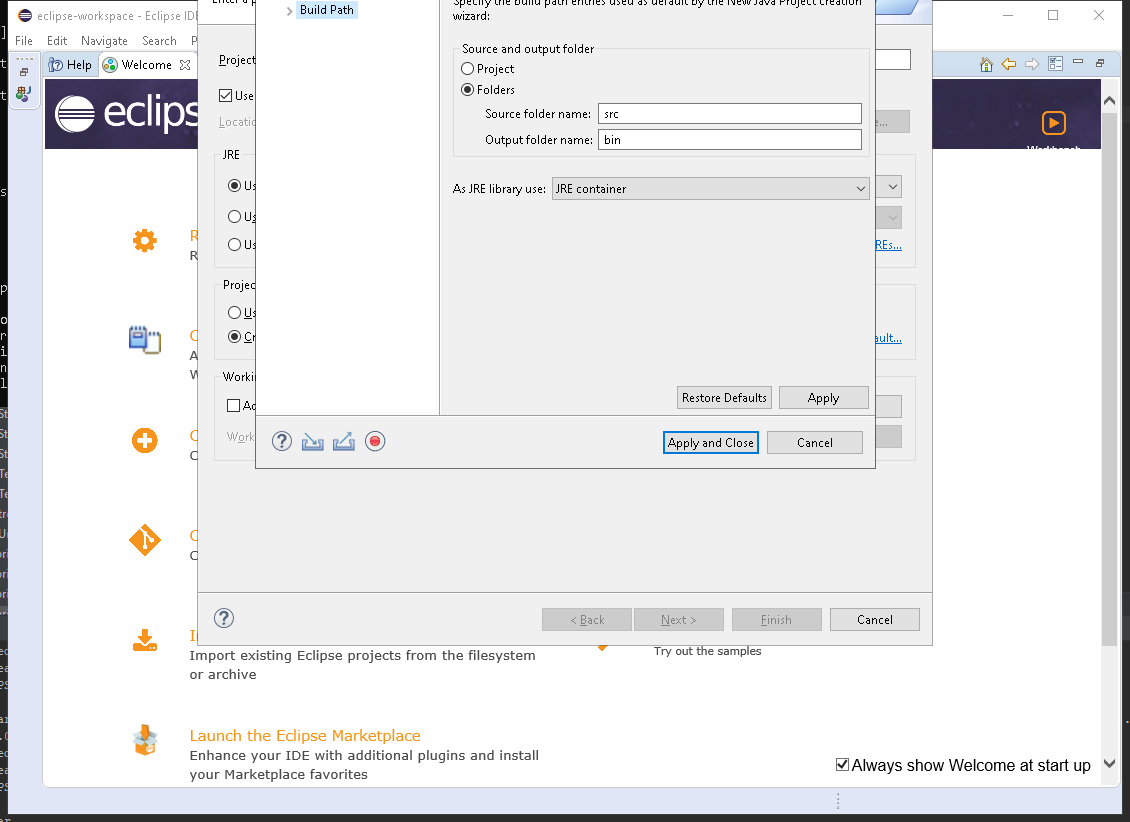 eclipse-workspace - Eclipse IDE
File Edit Navigate Search P
Help
Welcome
eclips
Build Path
Specify the build path entries used as default by the New Java Project creation
wizard:
Source and output folder
Project
Folders
Source folder name: src
Output folder name: bin
As JRE library use: JRE container
Restore Defaults
Apply
Apply and Close
Cancel
Project
Use
Locatio
JRE
Us
Us
Us
REs...
Projec
Us
Cr
ault...
Workin
Ad
Work
< Back
Next >
Finish
Cancel
Import existing Eclipse projects from the filesystem
or archive
Try out the samples
Launch the Eclipse Marketplace
Enhance your IDE with additional plugins and install
your Marketplace favorites
Always show Welcome at start up